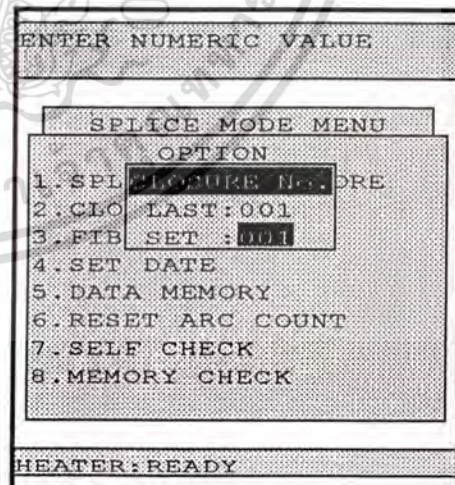 ENTER NUMERIC VALUE
SPLICE MODE MENU
OPTION
CLOSURE No.
1.SPL ORE
2.CLO LAST:001
3.FIB SET :001
4.SET DATE
5.DATA MEMORY
6.RESET ARC COUNT
7.SELF CHECK
8.MEMORY CHECK
HEATER:READY